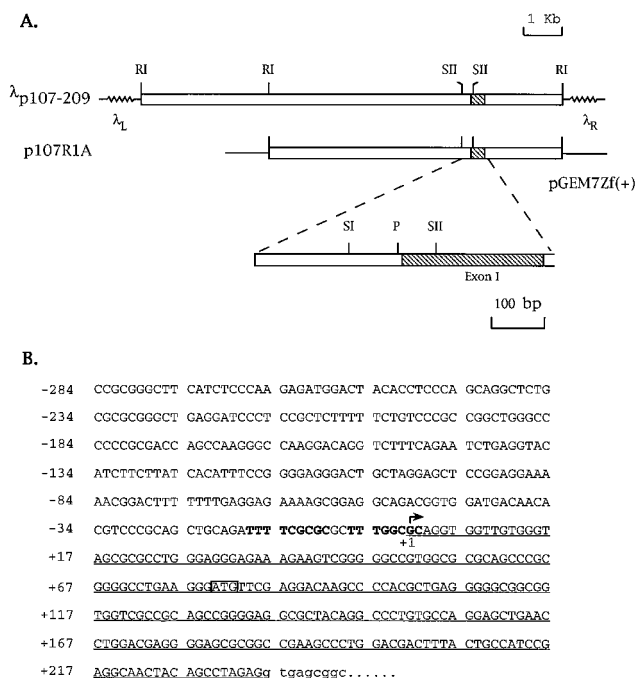 A.
1 Kb
RI RI SII SII RI
λp107-209
λL λR
p107R1A
pGEM7Zf(+)
SI P SII
Exon I
100 bp
B.
-284 CCGCGGGCTT CATCTCCCAA GAGATGGACT ACACCTCCCA GCAGGCTCTG
-234 CGCGCGGGCT GAGGATCCCT CCGCTCTTTT TCTGTCCCGC CGGCTGGGCC
-184 CCCCGCGACC AGCCAAGGGC CAAGGACAGG TCTTTCAGAA TCTGAGGTAC
-134 ATCTTCTTAT CACATTTCCG GGGAGGGACT GCTAGGAGCT CCGGAGGAAA
-84 AACGGACTTT TTTTGAGGAG AAAAGCGGAG GCAGACGGTG GATGACAACA
-34 CGTCCCGCAG CTGCAGATTT TCGCGCGCTT TGGCGCAGGT GGTTGTGGGT
+1
+17 AGCGCGCCTG GGAGGGAGAA AGAAGTCGGG GGCCGTGGCG CGCAGCCCGC
+67 GGGGCCTGAA GGGATGTTCG AGGACAAGCC CCACGCTGAG GGGGCGGCGG
+117 TGGTCGCCGC AGCCGGGGAG GCGCTACAGG CCCTGTGCCA GGAGCTGAAC
+167 CTGGACGAGG GGAGCGCGGC CGAAGCCCTG GACGACTTTA CTGCCATCCG
+217 AGGCAACTAC AGCCTAGAGg tgagcggc......